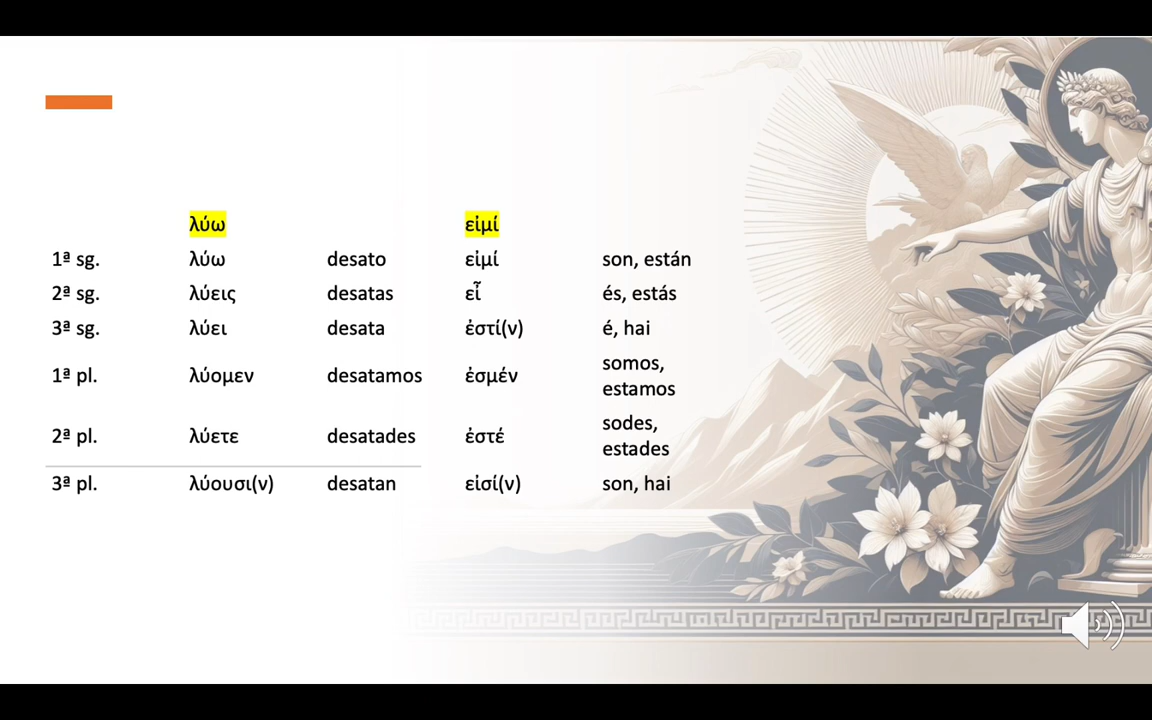 λύω εἰμί
1ª sg. λύω desato εἰμί son, están
2ª sg. λύεις desatas εἶ és, estás
3ª sg. λύει desata ἐστί(ν) é, hai
1ª pl. λύομεν desatamos ἐσμέν somos,
estamos
2ª pl. λύετε desatades ἐστέ sodes,
estades
3ª pl. λύουσι(ν) desatan εἰσί(ν) son, hai